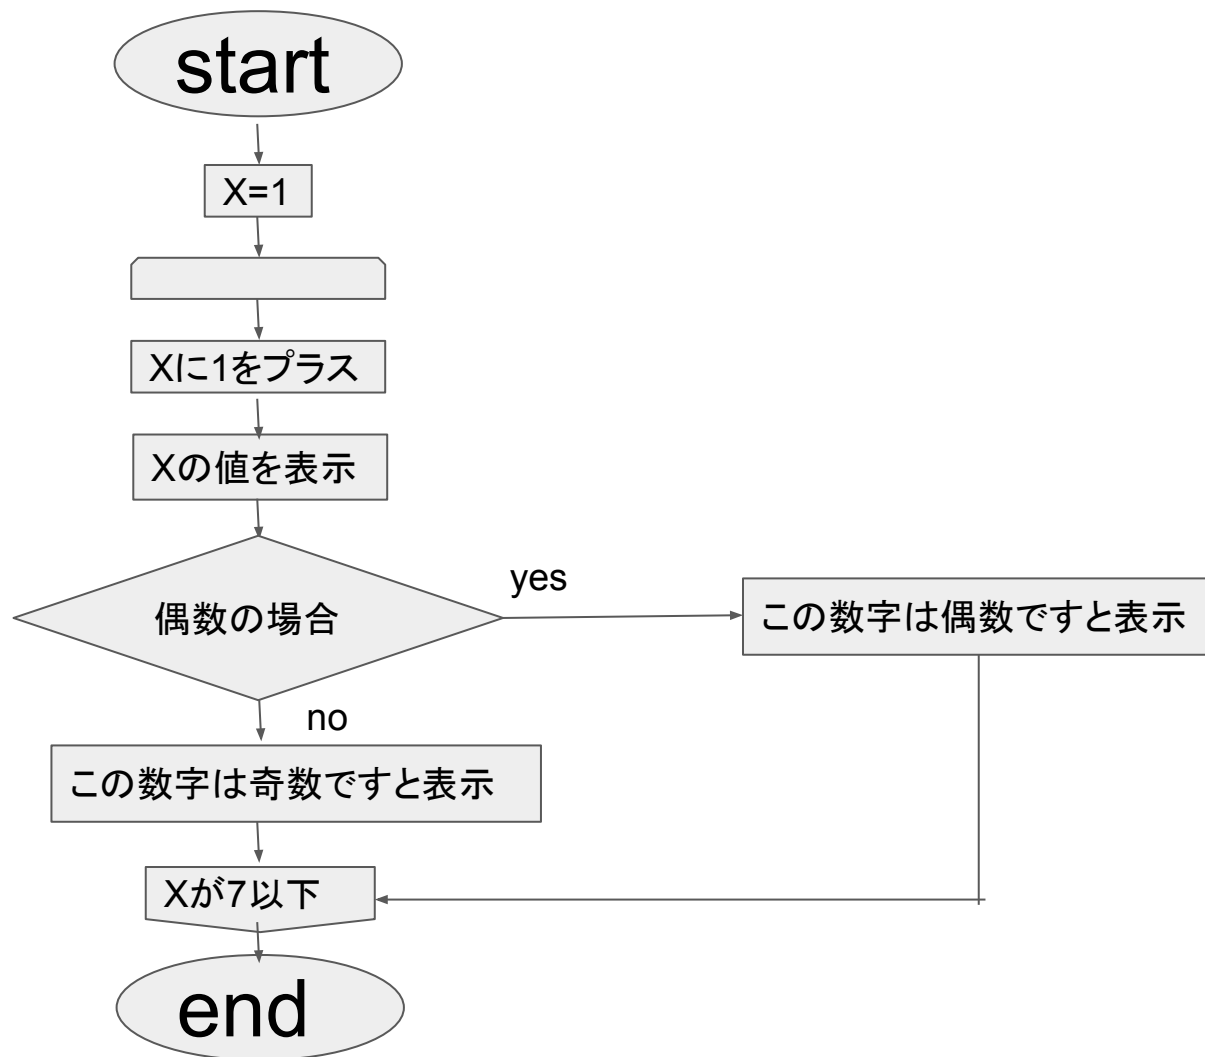 start
X=1
Xに1をプラス
Xの値を表示
偶数の場合
yes
この数字は偶数ですと表示
no
この数字は奇数ですと表示
Xが7以下
end